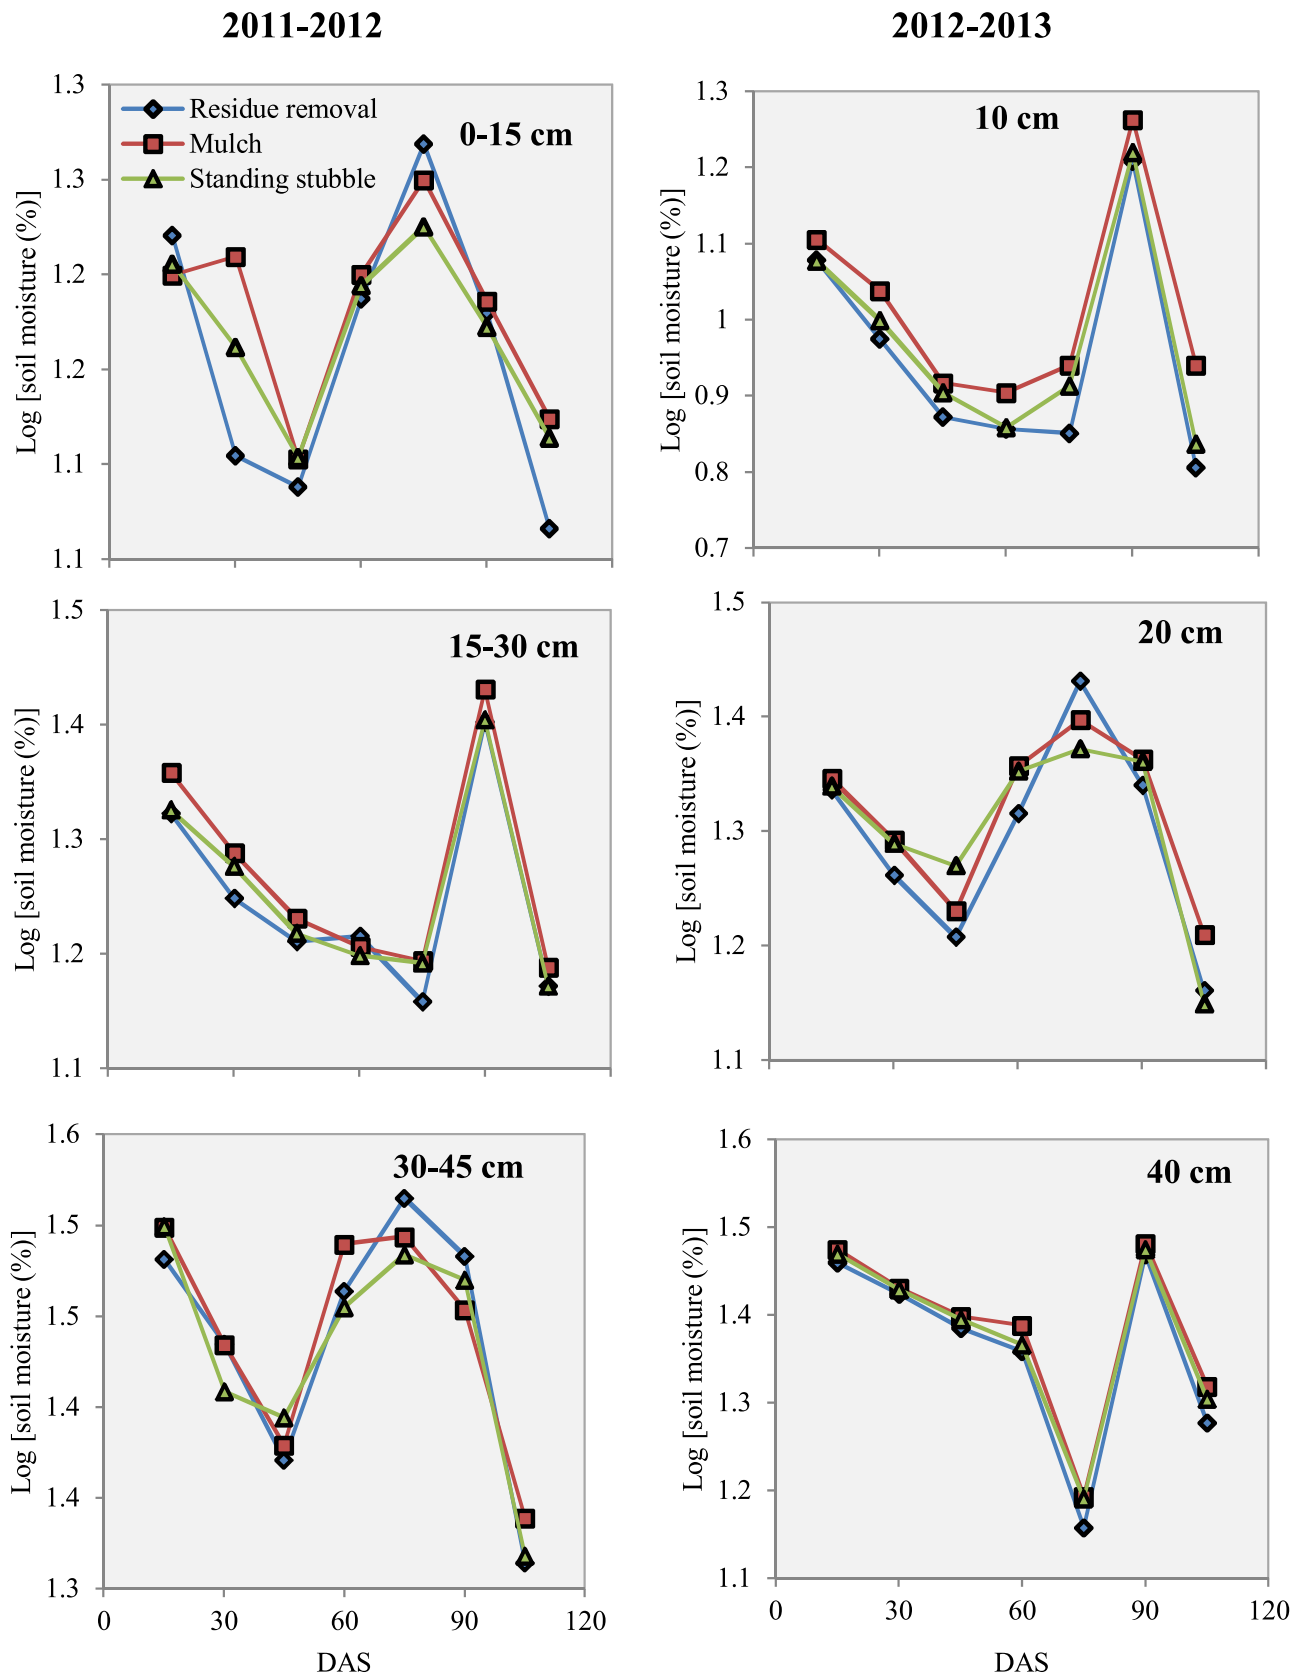 2011-2012
2012-2013
Log [soil moisture (%)]
1.3
1.3
1.2
1.2
1.1
1.1
Residue removal
Mulch
Standing stubble
0-15 cm
Log [soil moisture (%)]
1.3
1.2
1.1
1
0.9
0.8
0.7
10 cm
Log [soil moisture (%)]
1.5
1.4
1.3
1.2
1.1
15-30 cm
Log [soil moisture (%)]
1.5
1.4
1.3
1.2
1.1
20 cm
Log [soil moisture (%)]
1.6
1.5
1.5
1.4
1.4
1.3
30-45 cm
0 30 60 90 120
DAS
Log [soil moisture (%)]
1.6
1.5
1.4
1.3
1.2
1.1
40 cm
0 30 60 90 120
DAS